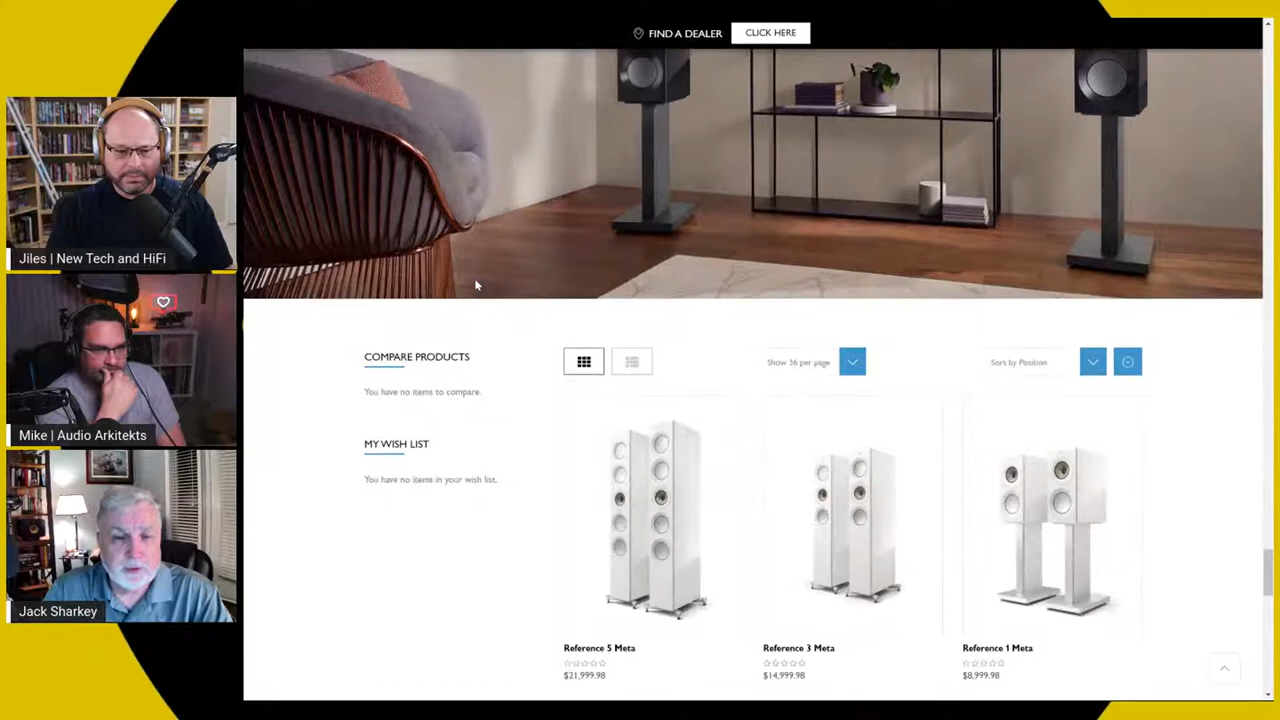 FIND A DEALER
CLICK HERE
Jiles | New Tech and HiFi
Mike | Audio Arkitekts
Jack Sharkey
COMPARE PRODUCTS
You have no items to compare.
MY WISH LIST
You have no items in your wish list.
Show 36 per page
Sorts by Position
Reference 5 Meta
$21,999.98
Reference 3 Meta
$14,999.98
Reference 1 Meta
$8,999.98